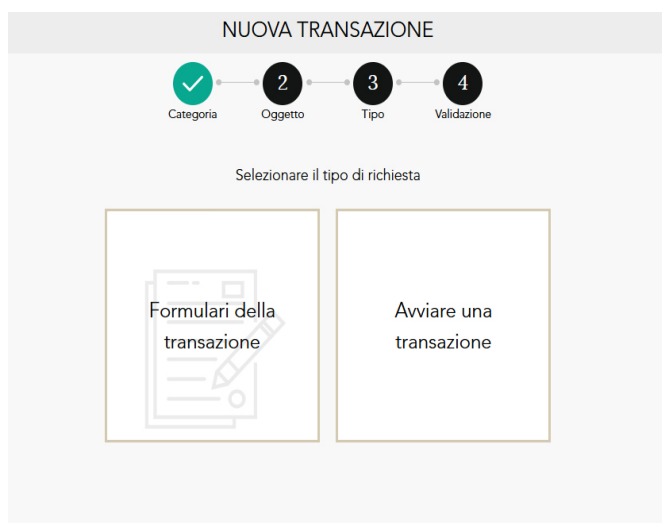 NUOVA TRANSAZIONE
2 3 4
Categoria Oggetto Tipo Validazione
Selezionare il tipo di richiesta
Formulari della
transazione
Avviare una
transazione